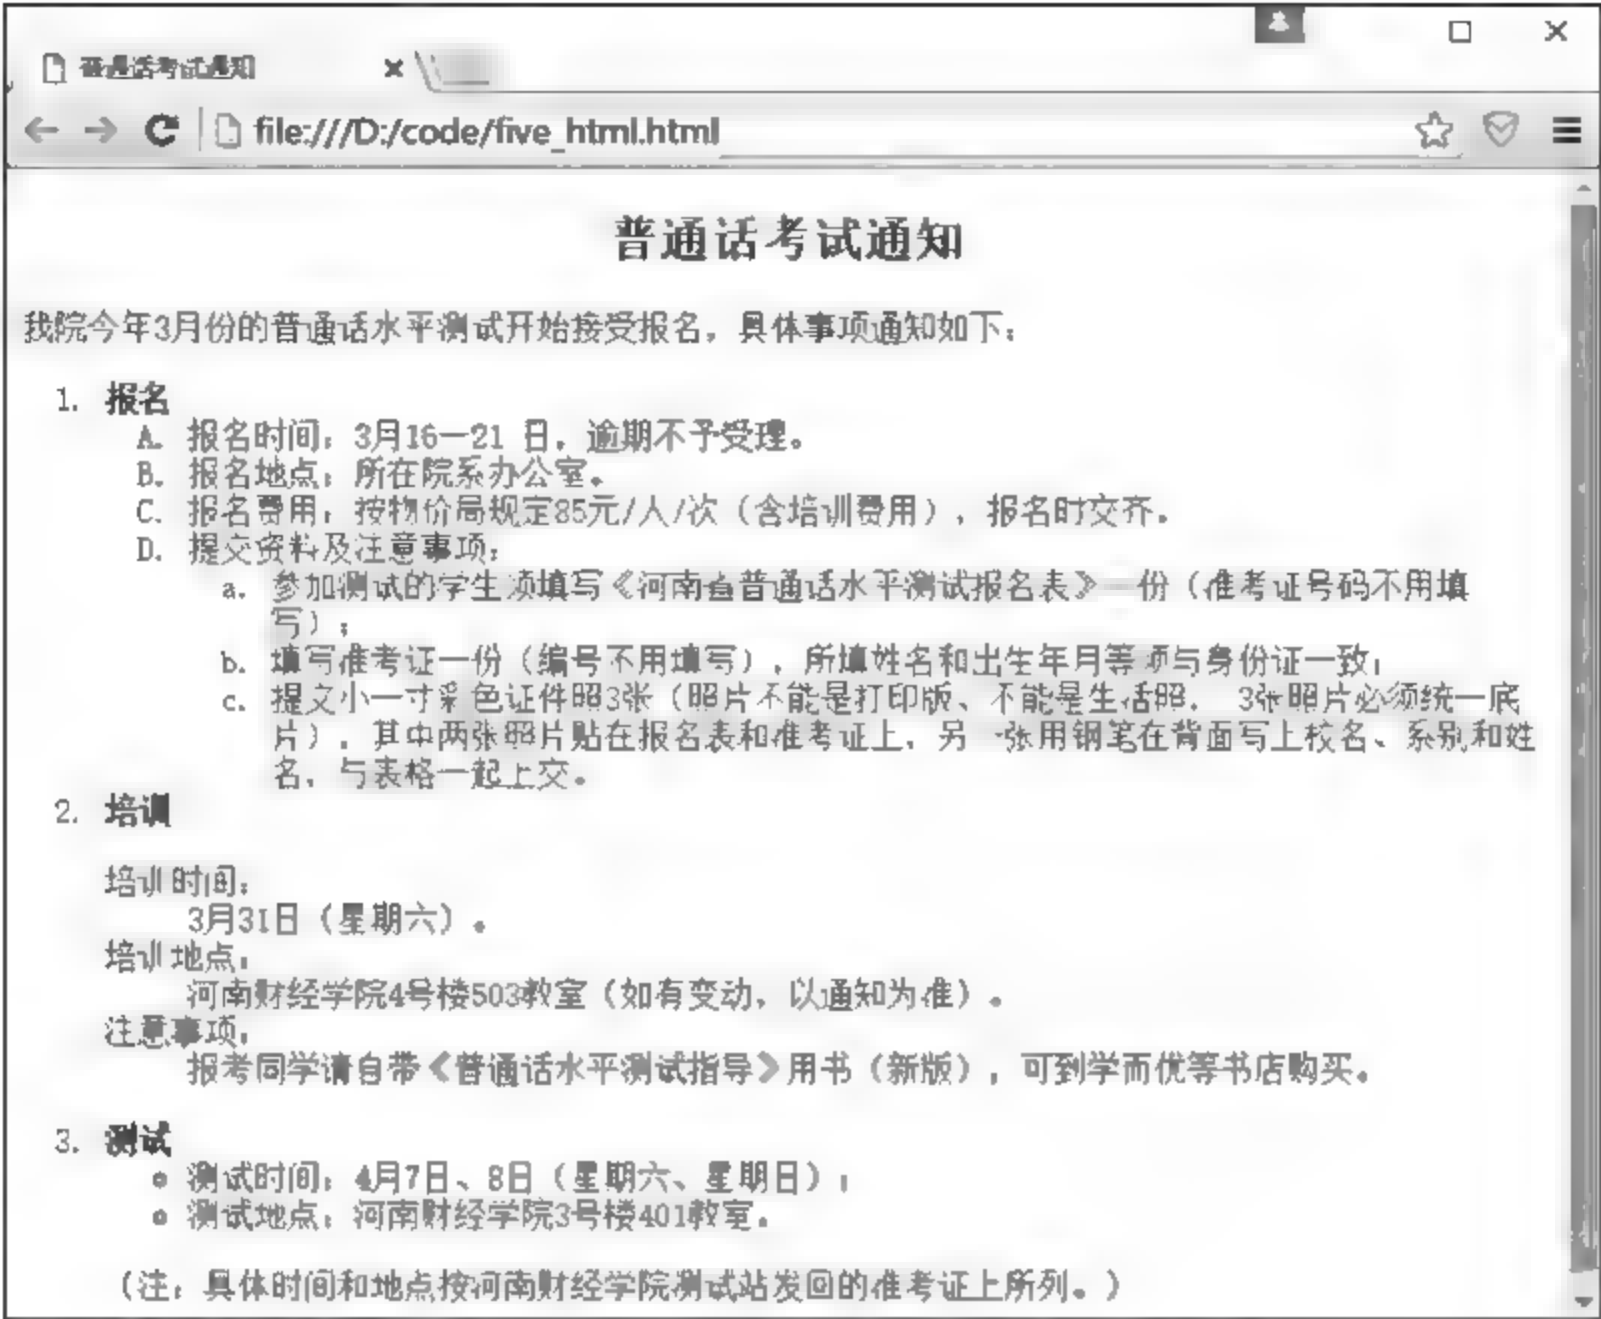 普通话考试通知
file:///D:/code/five_html.html
普通话考试通知
我院今年3月份的普通话水平测试开始接受报名，具体事项通知如下：
1. 报名
A. 报名时间：3月16—21 日，逾期不予受理。
B. 报名地点：所在院系办公室。
C. 报名费用：按物价局规定85元/人/次（含培训费用），报名时交齐。
D. 提交资料及注意事项：
a. 参加测试的学生须填写《河南省普通话水平测试报名表》一份（准考证号码不用填
写）；
b. 填写准考证一份（编号不用填写），所填姓名和出生年月等须与身份证一致；
c. 提交小一寸彩色证件照3张（照片不能是打印版、不能是生活照，3张照片必须统一底
片），其中两张照片贴在报名表和准考证上，另一张用钢笔在背面写上校名、系别和姓
名，与表格一起上交。
2. 培训
培训时间：
3月31日（星期六）。
培训地点：
河南财经学院4号楼503教室（如有变动，以通知为准）。
注意事项：
报考同学请自带《普通话水平测试指导》用书（新版），可到学而优等书店购买。
3. 测试
测试时间：4月7日、8日（星期六、星期日）；
测试地点：河南财经学院3号楼401教室。
（注：具体时间和地点按河南财经学院测试站发回的准考证上所列。）